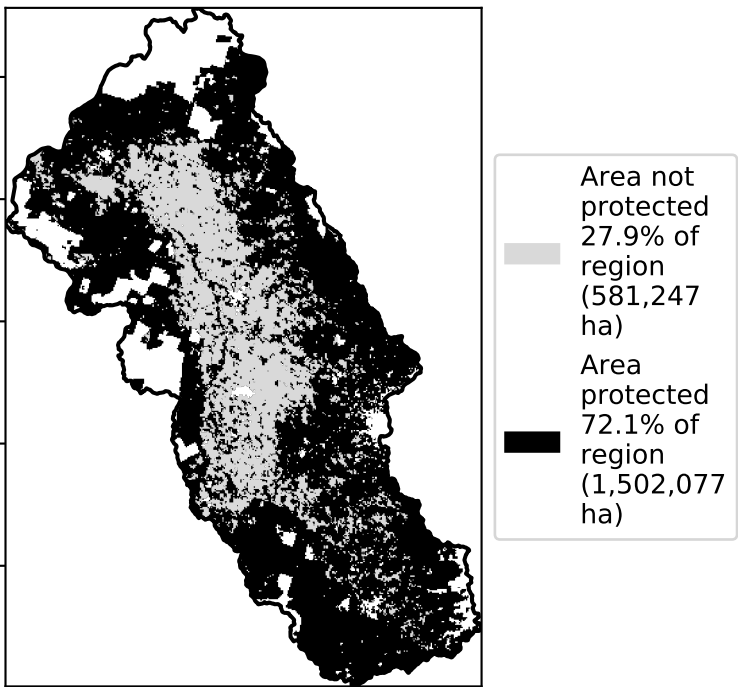 Area not
protected
27.9% of
region
(581,247
ha)
Area
protected
72.1% of
region
(1,502,077
ha)